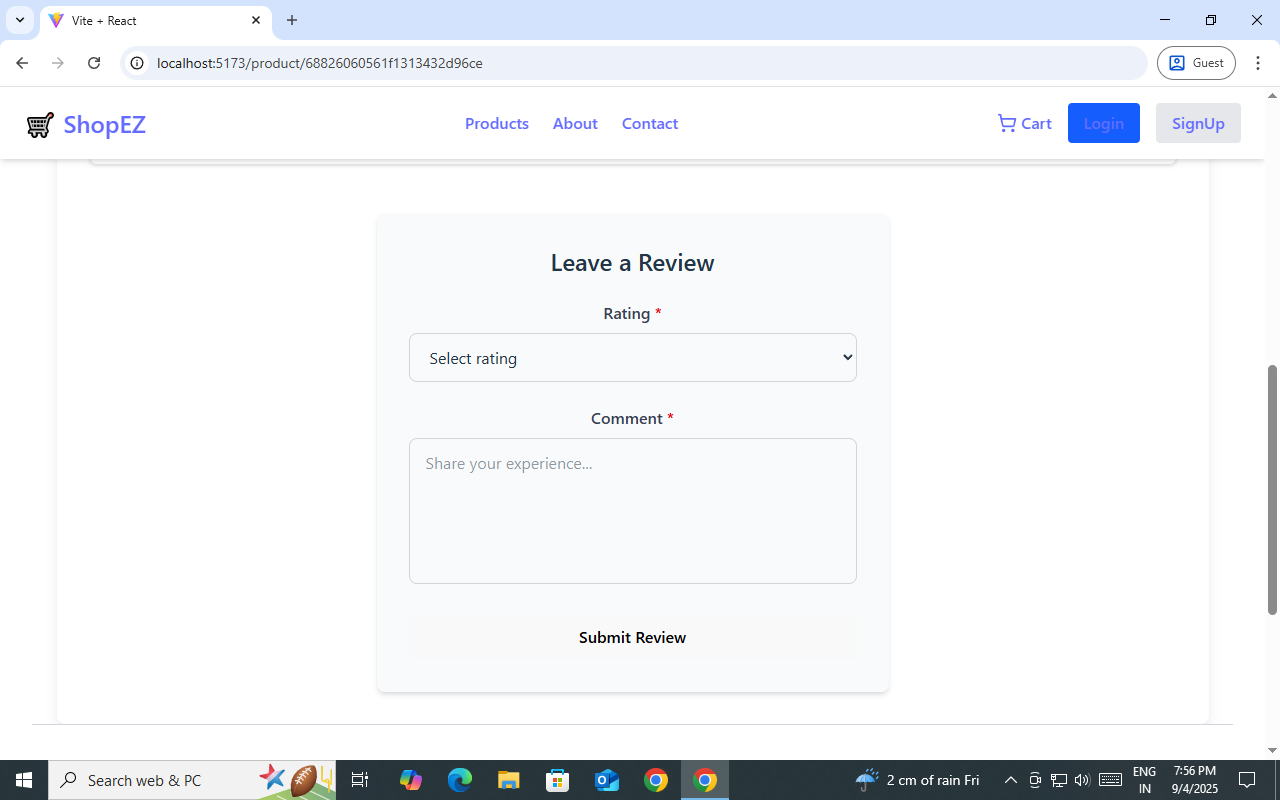 Vite + React
localhost:5173/product/68826060561f1313432d96ce
Guest
ShopEZ
Products
About
Contact
Cart
Login
SignUp
Leave a Review
Rating *
Select rating
Comment *
Share your experience...
Submit Review
Search web & PC
2 cm of rain Fri
ENG
IN
7:56 PM
9/4/2025